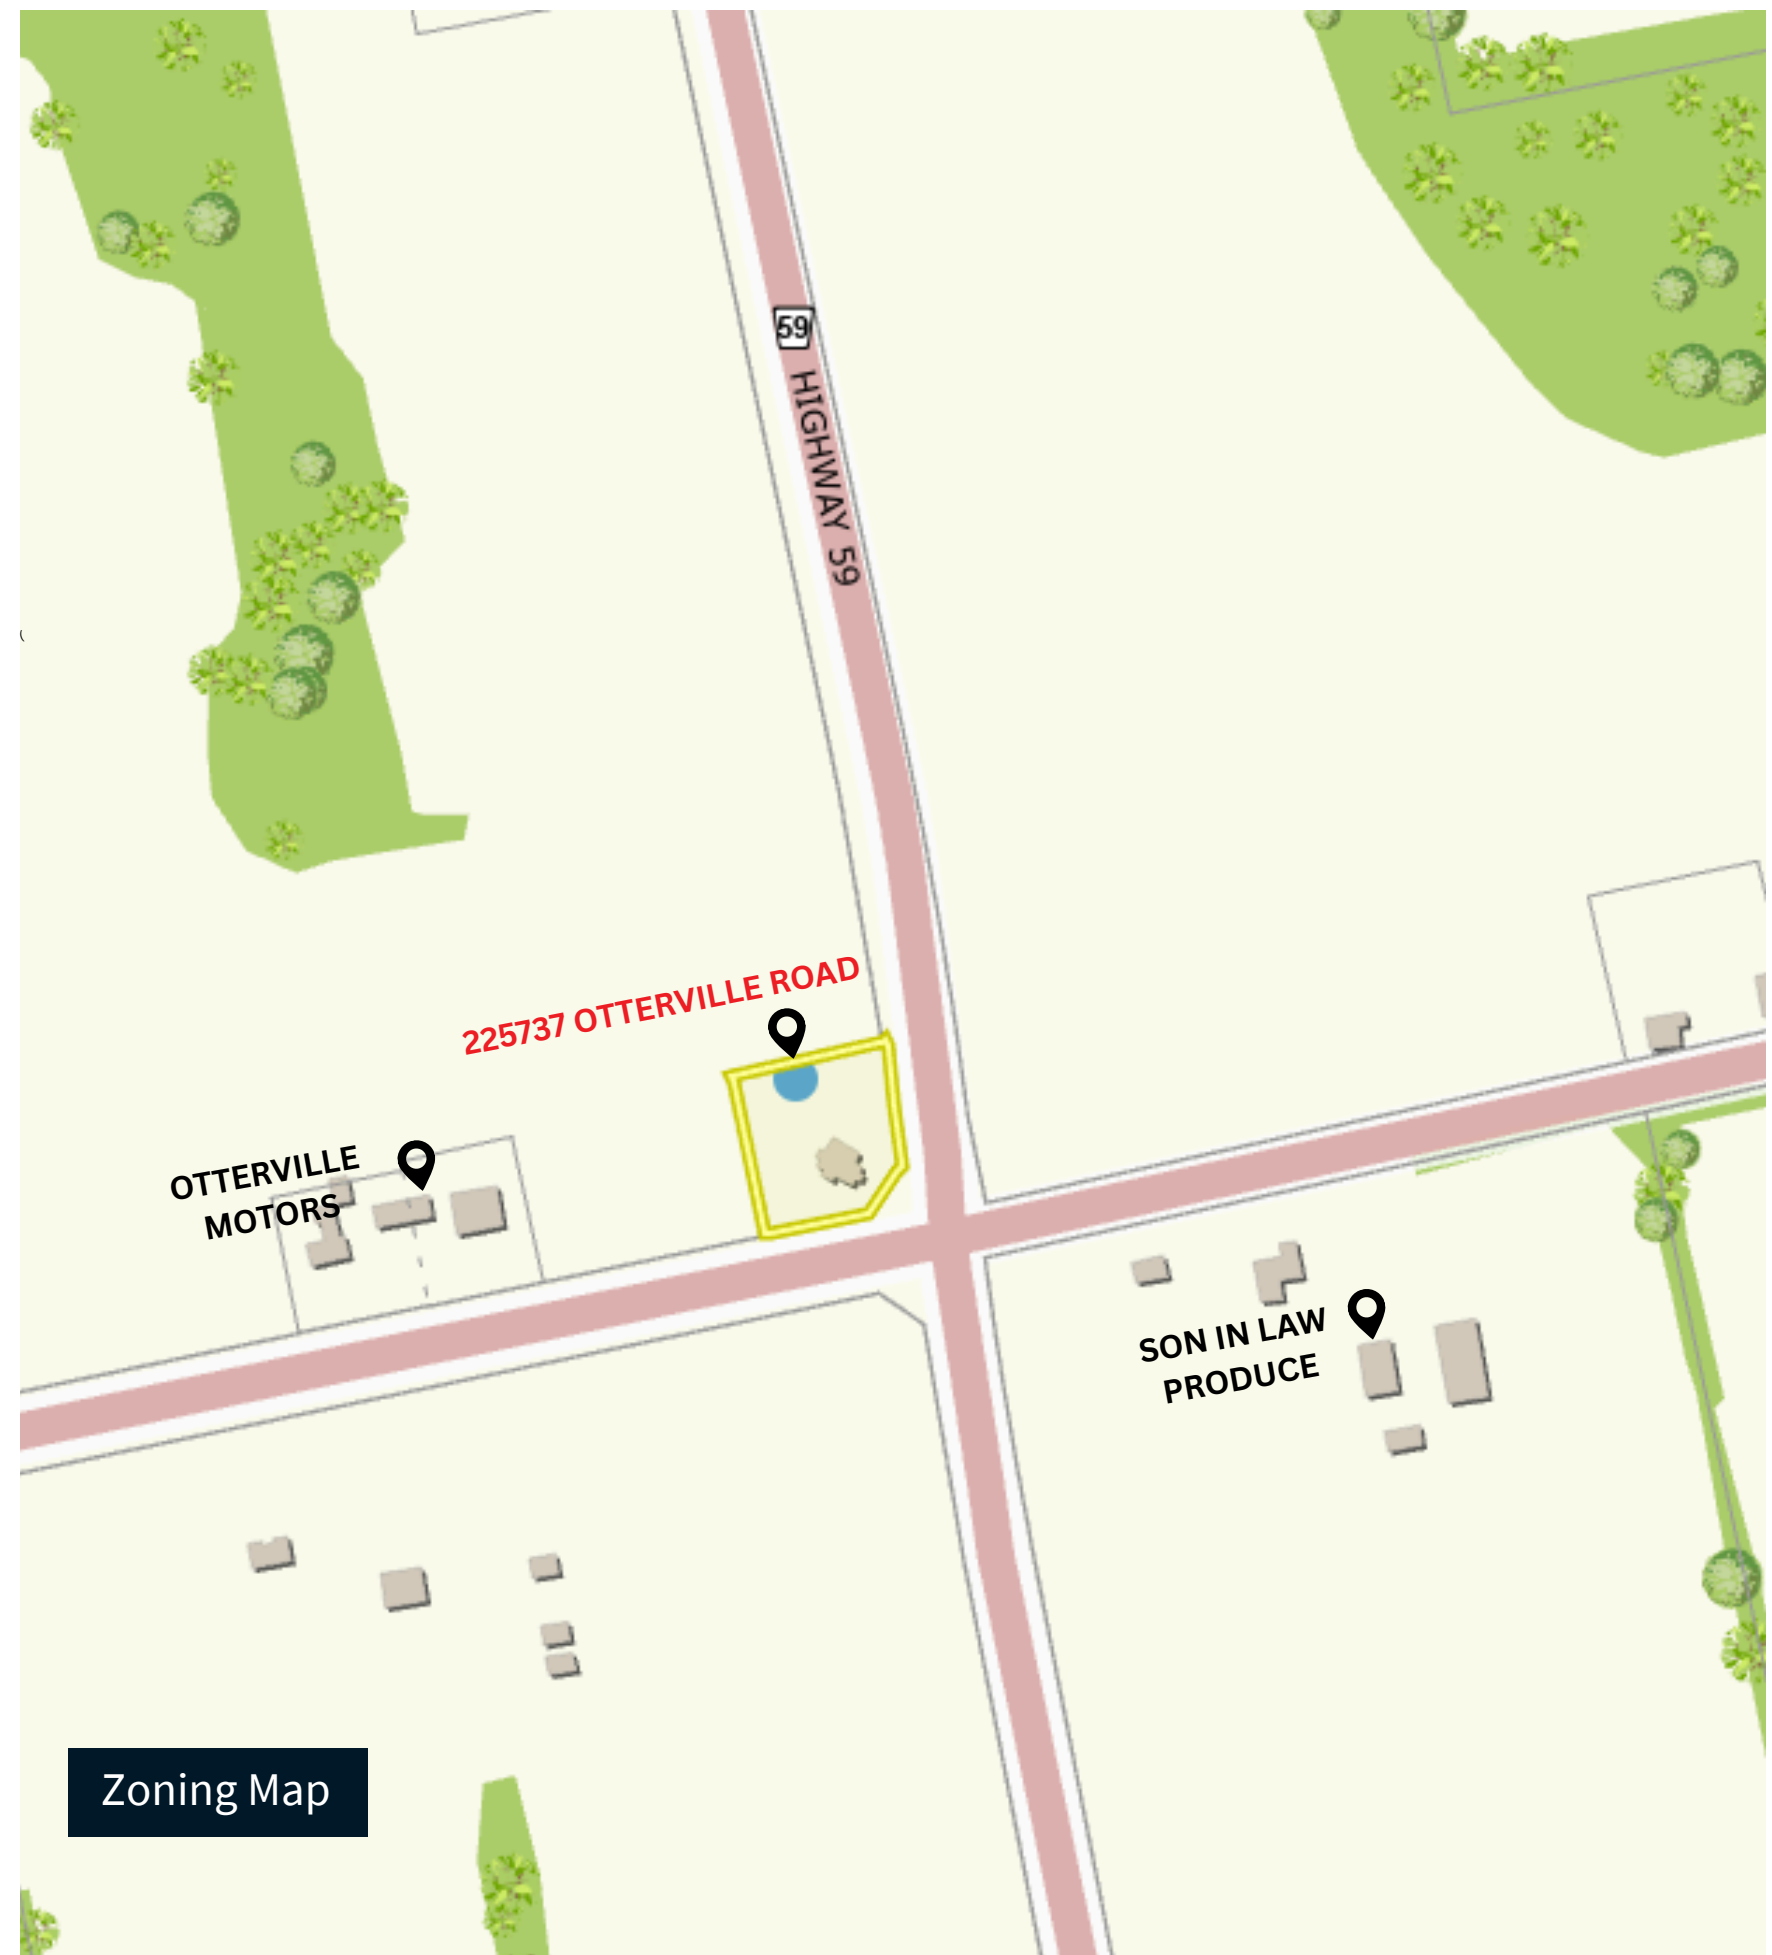 59
HIGHWAY 59
225737 OTTERVILLE ROAD
OTTERVILLE
MOTORS
SON IN LAW
PRODUCE
Zoning Map